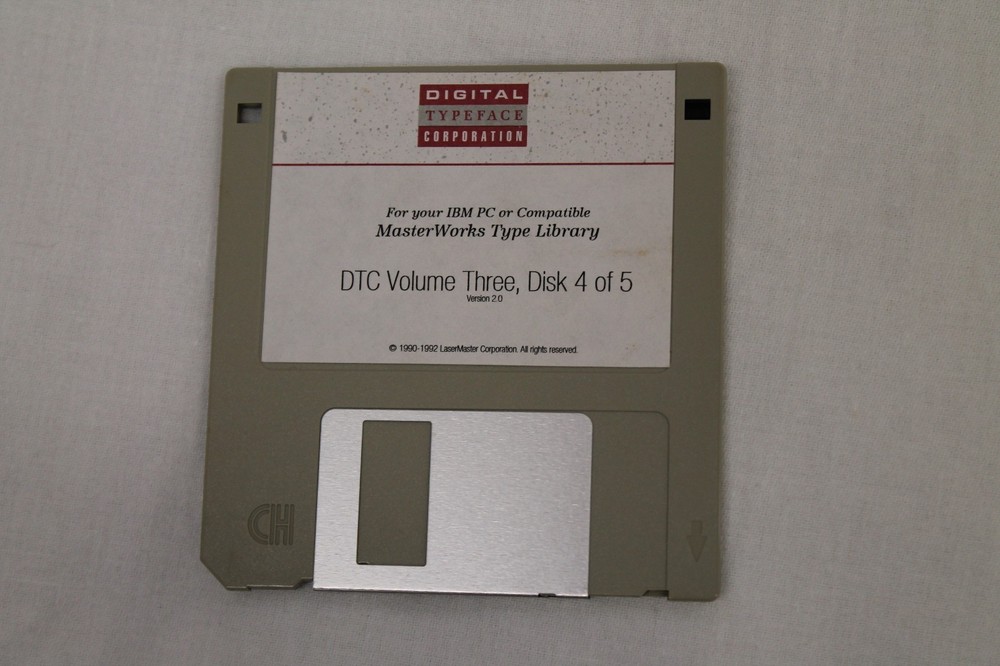 DIGITAL
TYPEFACE
CORPORATION
For your IBM PC or Compatible
MasterWorks Type Library
DTC Volume Three, Disk 4 of 5
Version 2.0
© 1990-1992 LaserMaster Corporation. All rights reserved.
CH